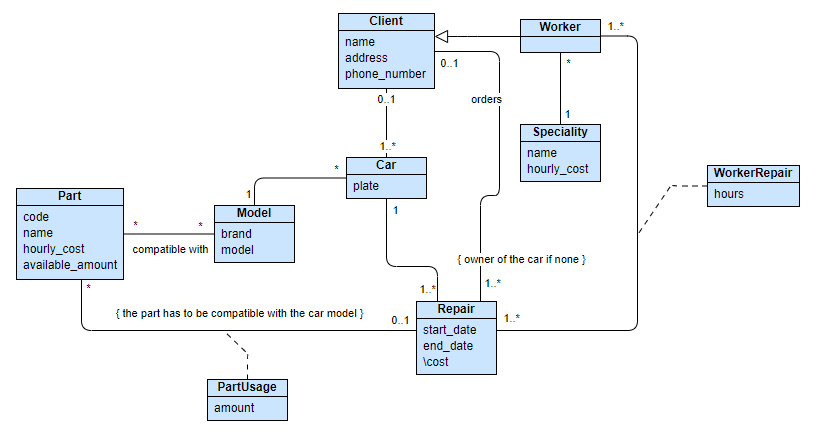 Client
name
address
phone_number
Worker
1..*
0..1
*
0..1
orders
1
Speciality
name
hourly_cost
1..*
Car
plate
*
1
1
WorkerRepair
hours
Part
code
name
hourly_cost
available_amount
*
*
compatible with
Model
brand
model
{ owner of the car if none }
*
1..*
1..*
{ the part has to be compatible with the car model }
0..1
Repair
start_date
end_date
\cost
1..*
PartUsage
amount